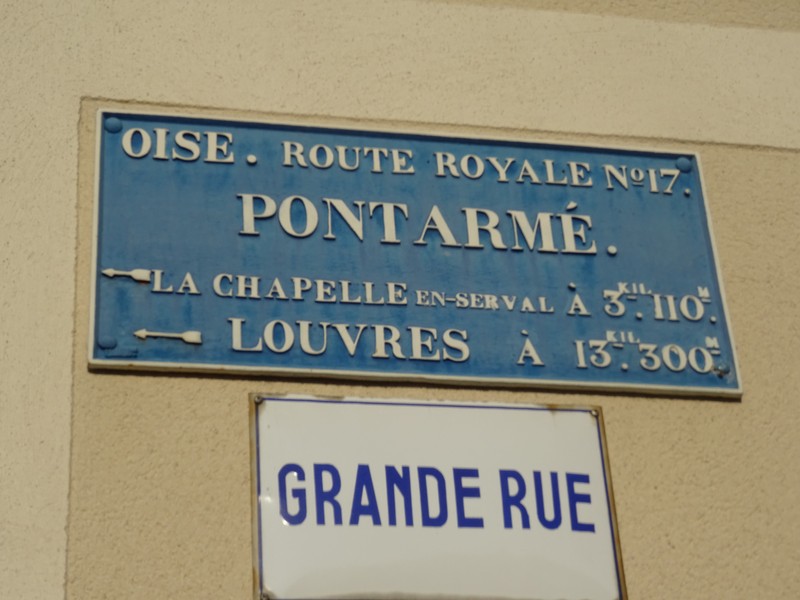 OISE. ROUTE ROYALE No17.
PONTARMÉ.
LA CHAPELLE EN-SERVAL À 3KIL. 110M.
LOUVRES À 13KIL. 300M.
GRANDE RUE